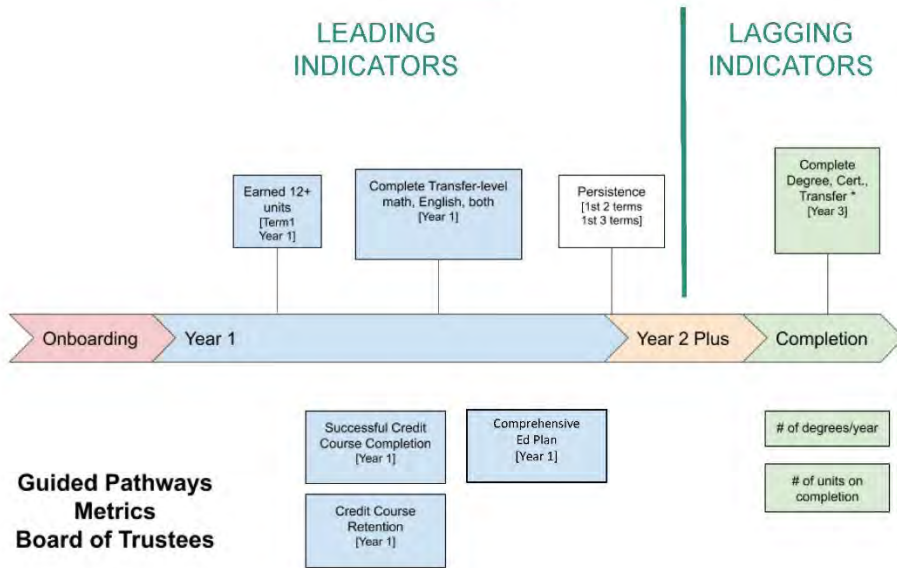 LEADING
INDICATORS
LAGGING
INDICATORS
Earned 12+
units
[Term1
Year 1]
Complete Transfer-level
math, English, both
[Year 1]
Persistence
[1st 2 terms
1st 3 terms]
Complete
Degree, Cert.,
Transfer *
[Year 3]
Onboarding
Year 1
Year 2 Plus
Completion
Successful Credit
Course Completion
[Year 1]
Comprehensive
Ed Plan
[Year 1]
# of degrees/year
Credit Course
Retention
[Year 1]
# of units on
completion
Guided Pathways
Metrics
Board of Trustees